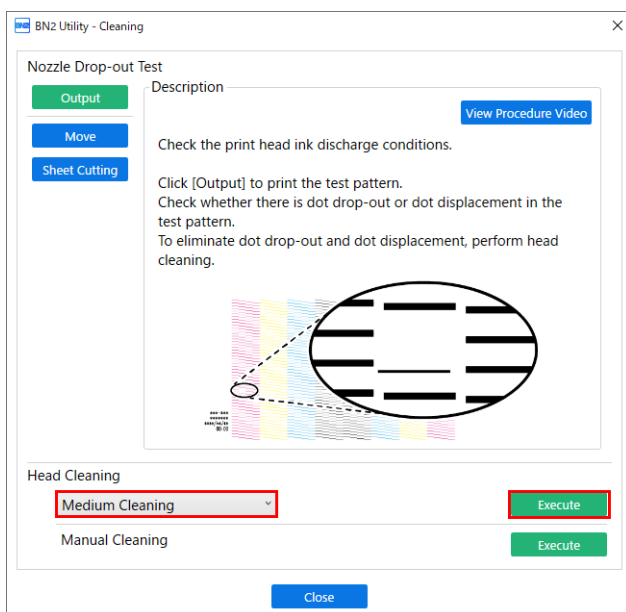 BN2 BN2 Utility - Cleaning
Nozzle Drop-out Test
Output
Move
Sheet Cutting
Description
View Procedure Video
Check the print head ink discharge conditions.
Click [Output] to print the test pattern.
Check whether there is dot drop-out or dot displacement in the
test pattern.
To eliminate dot drop-out and dot displacement, perform head
cleaning.
Head Cleaning
Medium Cleaning
Execute
Manual Cleaning
Execute
Close